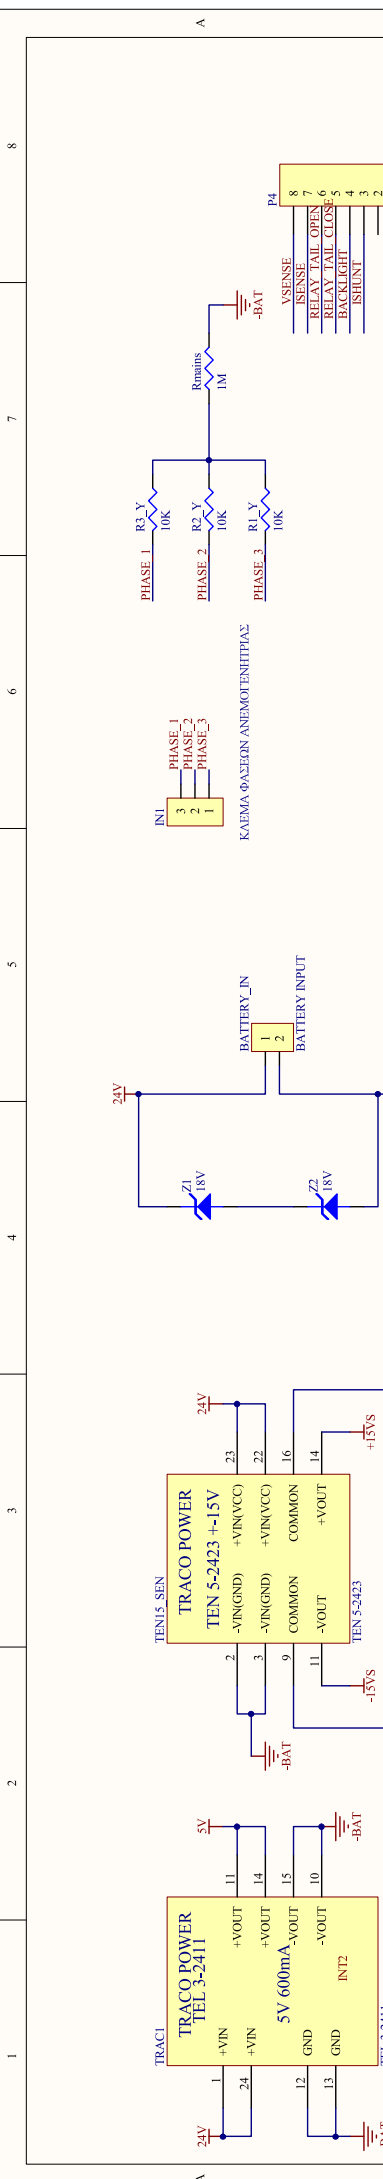 A
1
2
3
4
5
6
7
8
A
TRAC1
TRACO POWER
TEL 3-2411
5V 600mA
INT2
+VIN
+VIN
GND
GND
+VOUT
+VOUT
-VOUT
-VOUT
1
24
12
13
11
14
15
10
24V
5V
-BAT
TEN15_SEN
TRACO POWER
TEN 5-2423 +-15V
-VIN(GND)
-VIN(GND)
COMMON
-VOUT
+VIN(VCC)
+VIN(VCC)
COMMON
+VOUT
2
3
9
11
23
22
16
14
TEN 5-2423
-BAT
-15VS
24V
+15VS
24V
Z1
18V
Z2
18V
BATTERY_IN
1
2
BATTERY INPUT
IN1
3
2
1
PHASE_1
PHASE_2
PHASE_3
ΚΛΕΜΑ ΦΑΣΕΩΝ ΑΝΕΜΟΓΕΝΗΤΡΙΑΣ
PHASE_1
R3_Y
10K
PHASE_2
R2_Y
10K
PHASE_3
R1_Y
10K
Rmains
1M
-BAT
P4
VSENSE
ISENSE
RELAY TAIL OPEN
RELAY TAIL CLOSE
BACKLIGHT
ISHUNT
8
7
6
5
4
3
2